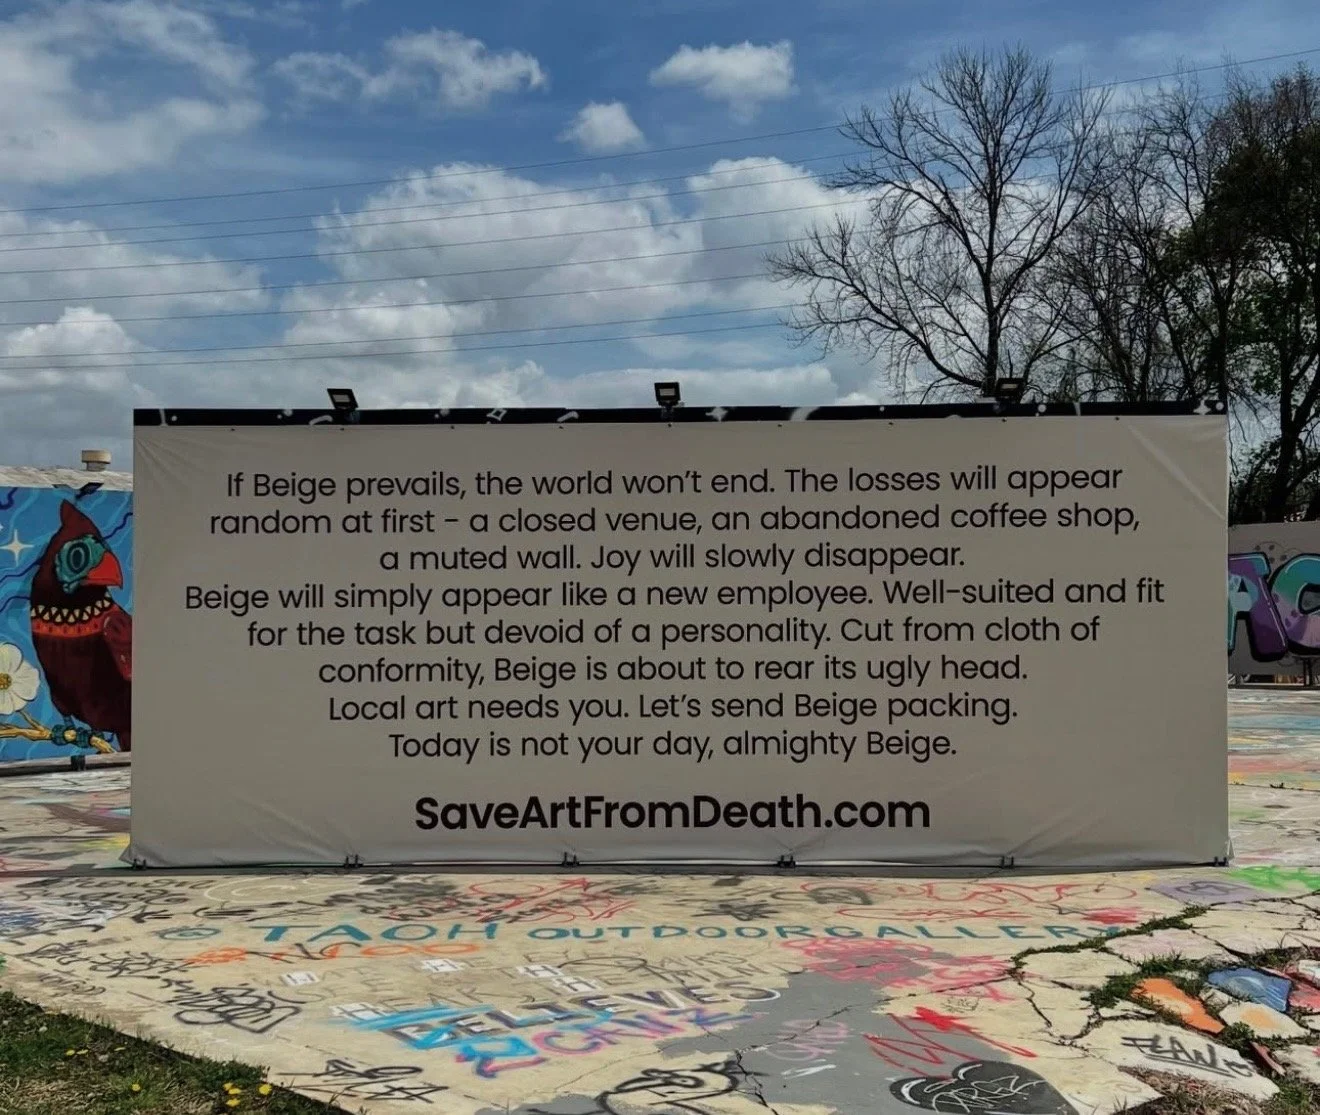 If Beige prevails, the world won't end. The losses will appear
random at first – a closed venue, an abandoned coffee shop,
a muted wall. Joy will slowly disappear.
Beige will simply appear like a new employee. Well-suited and fit
for the task but devoid of a personality. Cut from cloth of
conformity, Beige is about to rear its ugly head.
Local art needs you. Let's send Beige packing.
Today is not your day, almighty Beige.
SaveArtFromDeath.com
TAOH OUTDOORGALLERY
BELIEVES